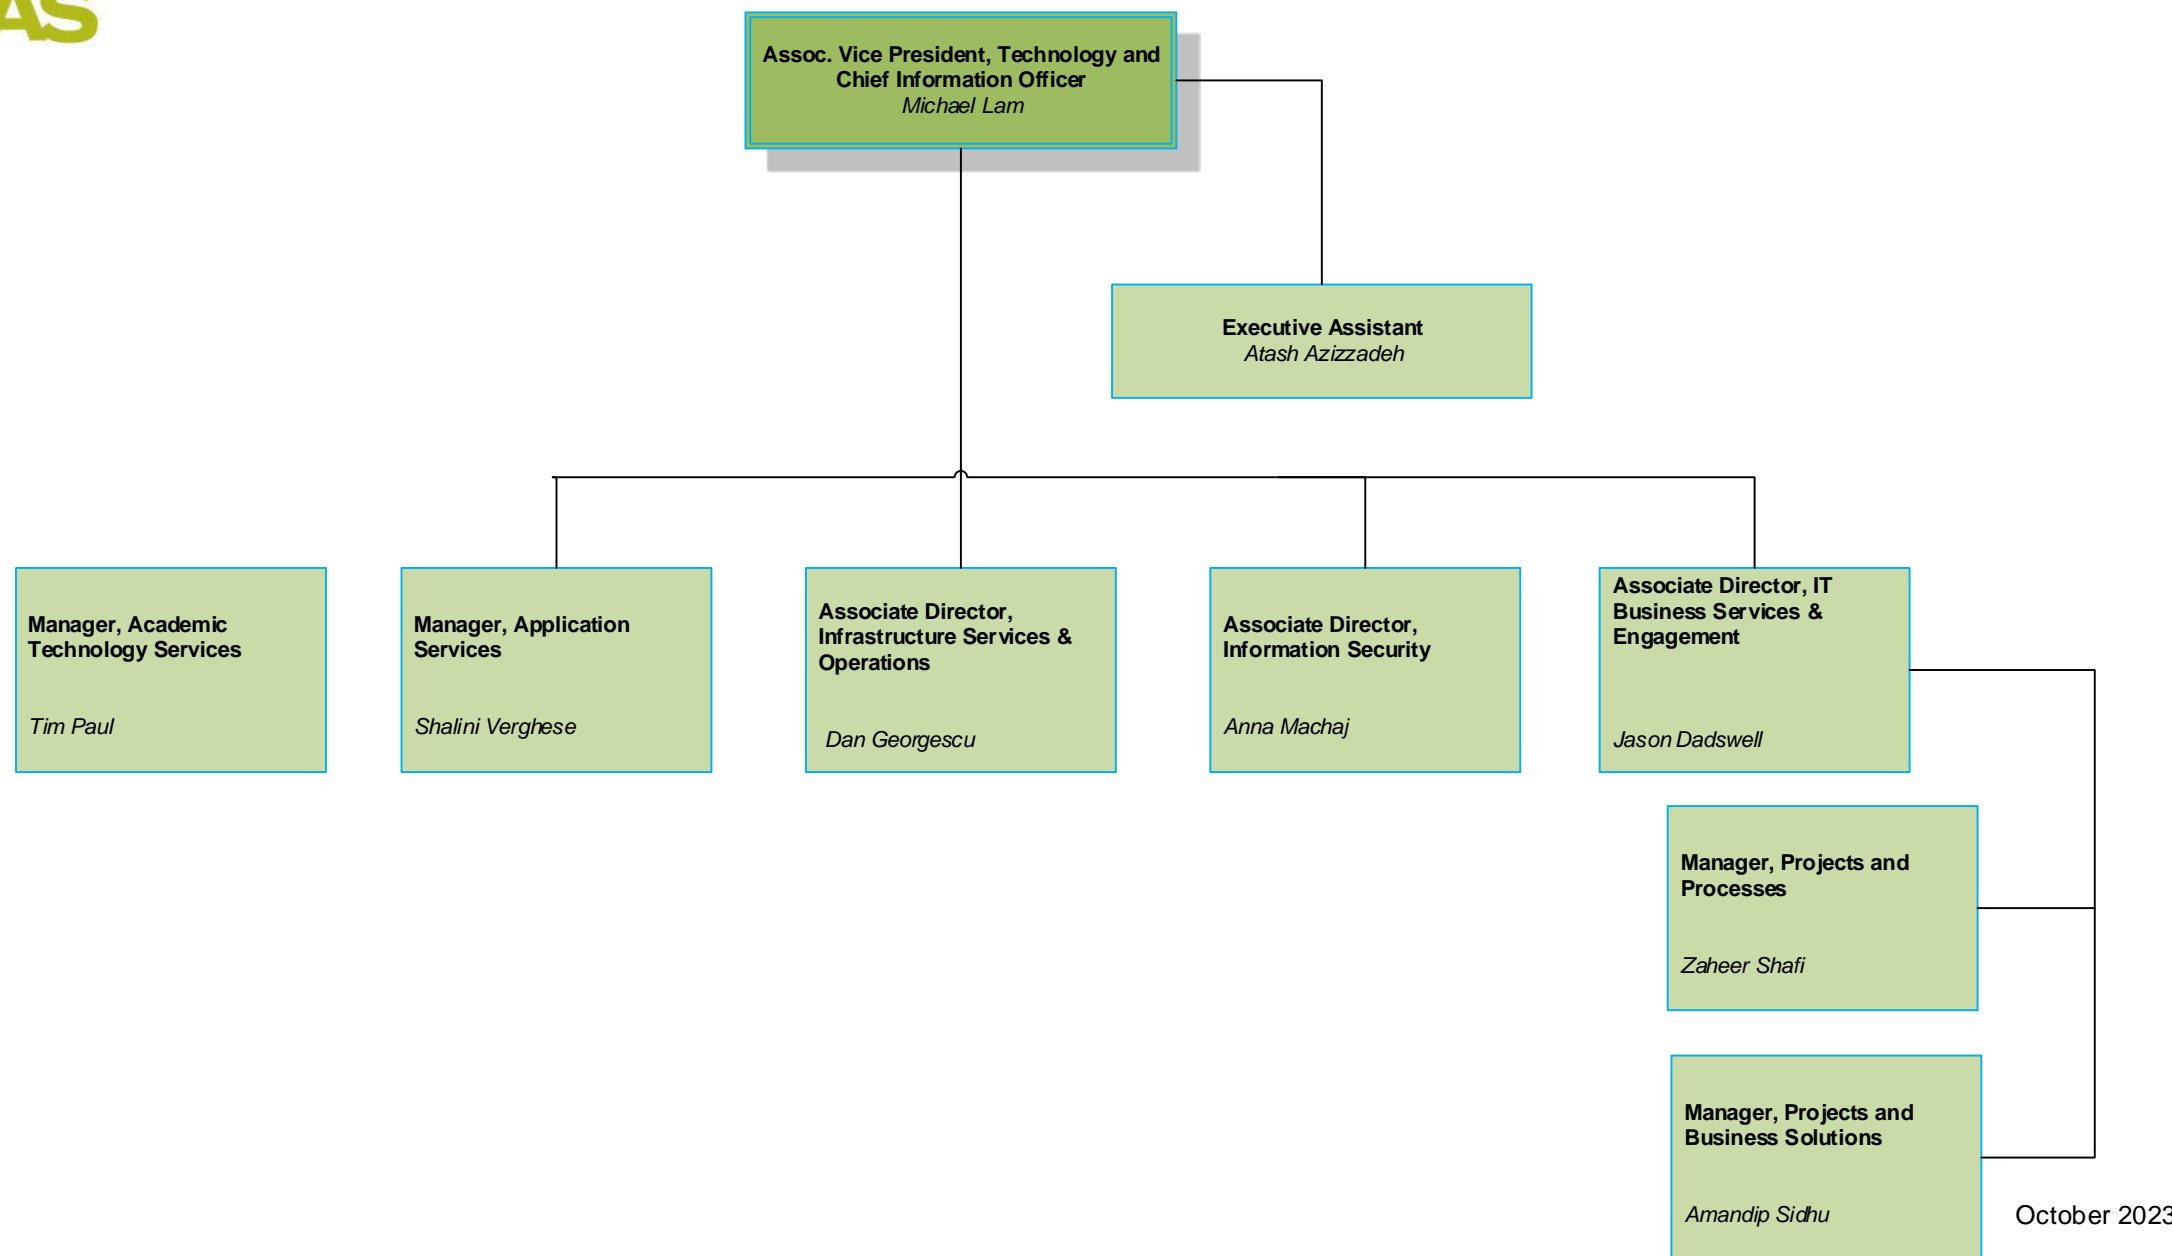 AS
Assoc. Vice President, Technology and
Chief Information Officer
Michael Lam
Executive Assistant
Atash Azizzadeh
Manager, Academic
Technology Services
Tim Paul
Manager, Application
Services
Shalini Verghese
Associate Director,
Infrastructure Services &
Operations
Dan Georgescu
Associate Director,
Information Security
Anna Machaj
Associate Director, IT
Business Services &
Engagement
Jason Dadswell
Manager, Projects and
Processes
Zaheer Shafi
Manager, Projects and
Business Solutions
Amandip Sidhu
October 2023